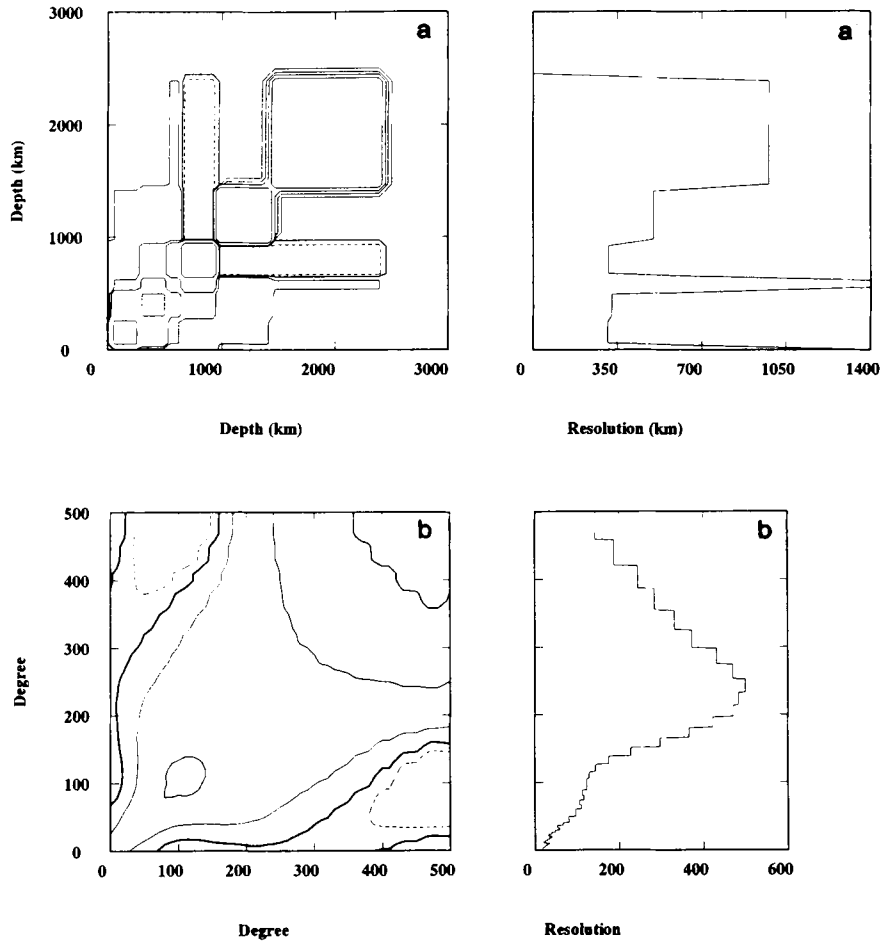 3000
a
a
2000
Depth (km)
1000
0
0 1000 2000 3000
0 350 700 1050 1400
Depth (km)
Resolution (km)
500
b
b
400
300
Degree
200
100
0
0 100 200 300 400 500
0 200 400 600
Degree
Resolution